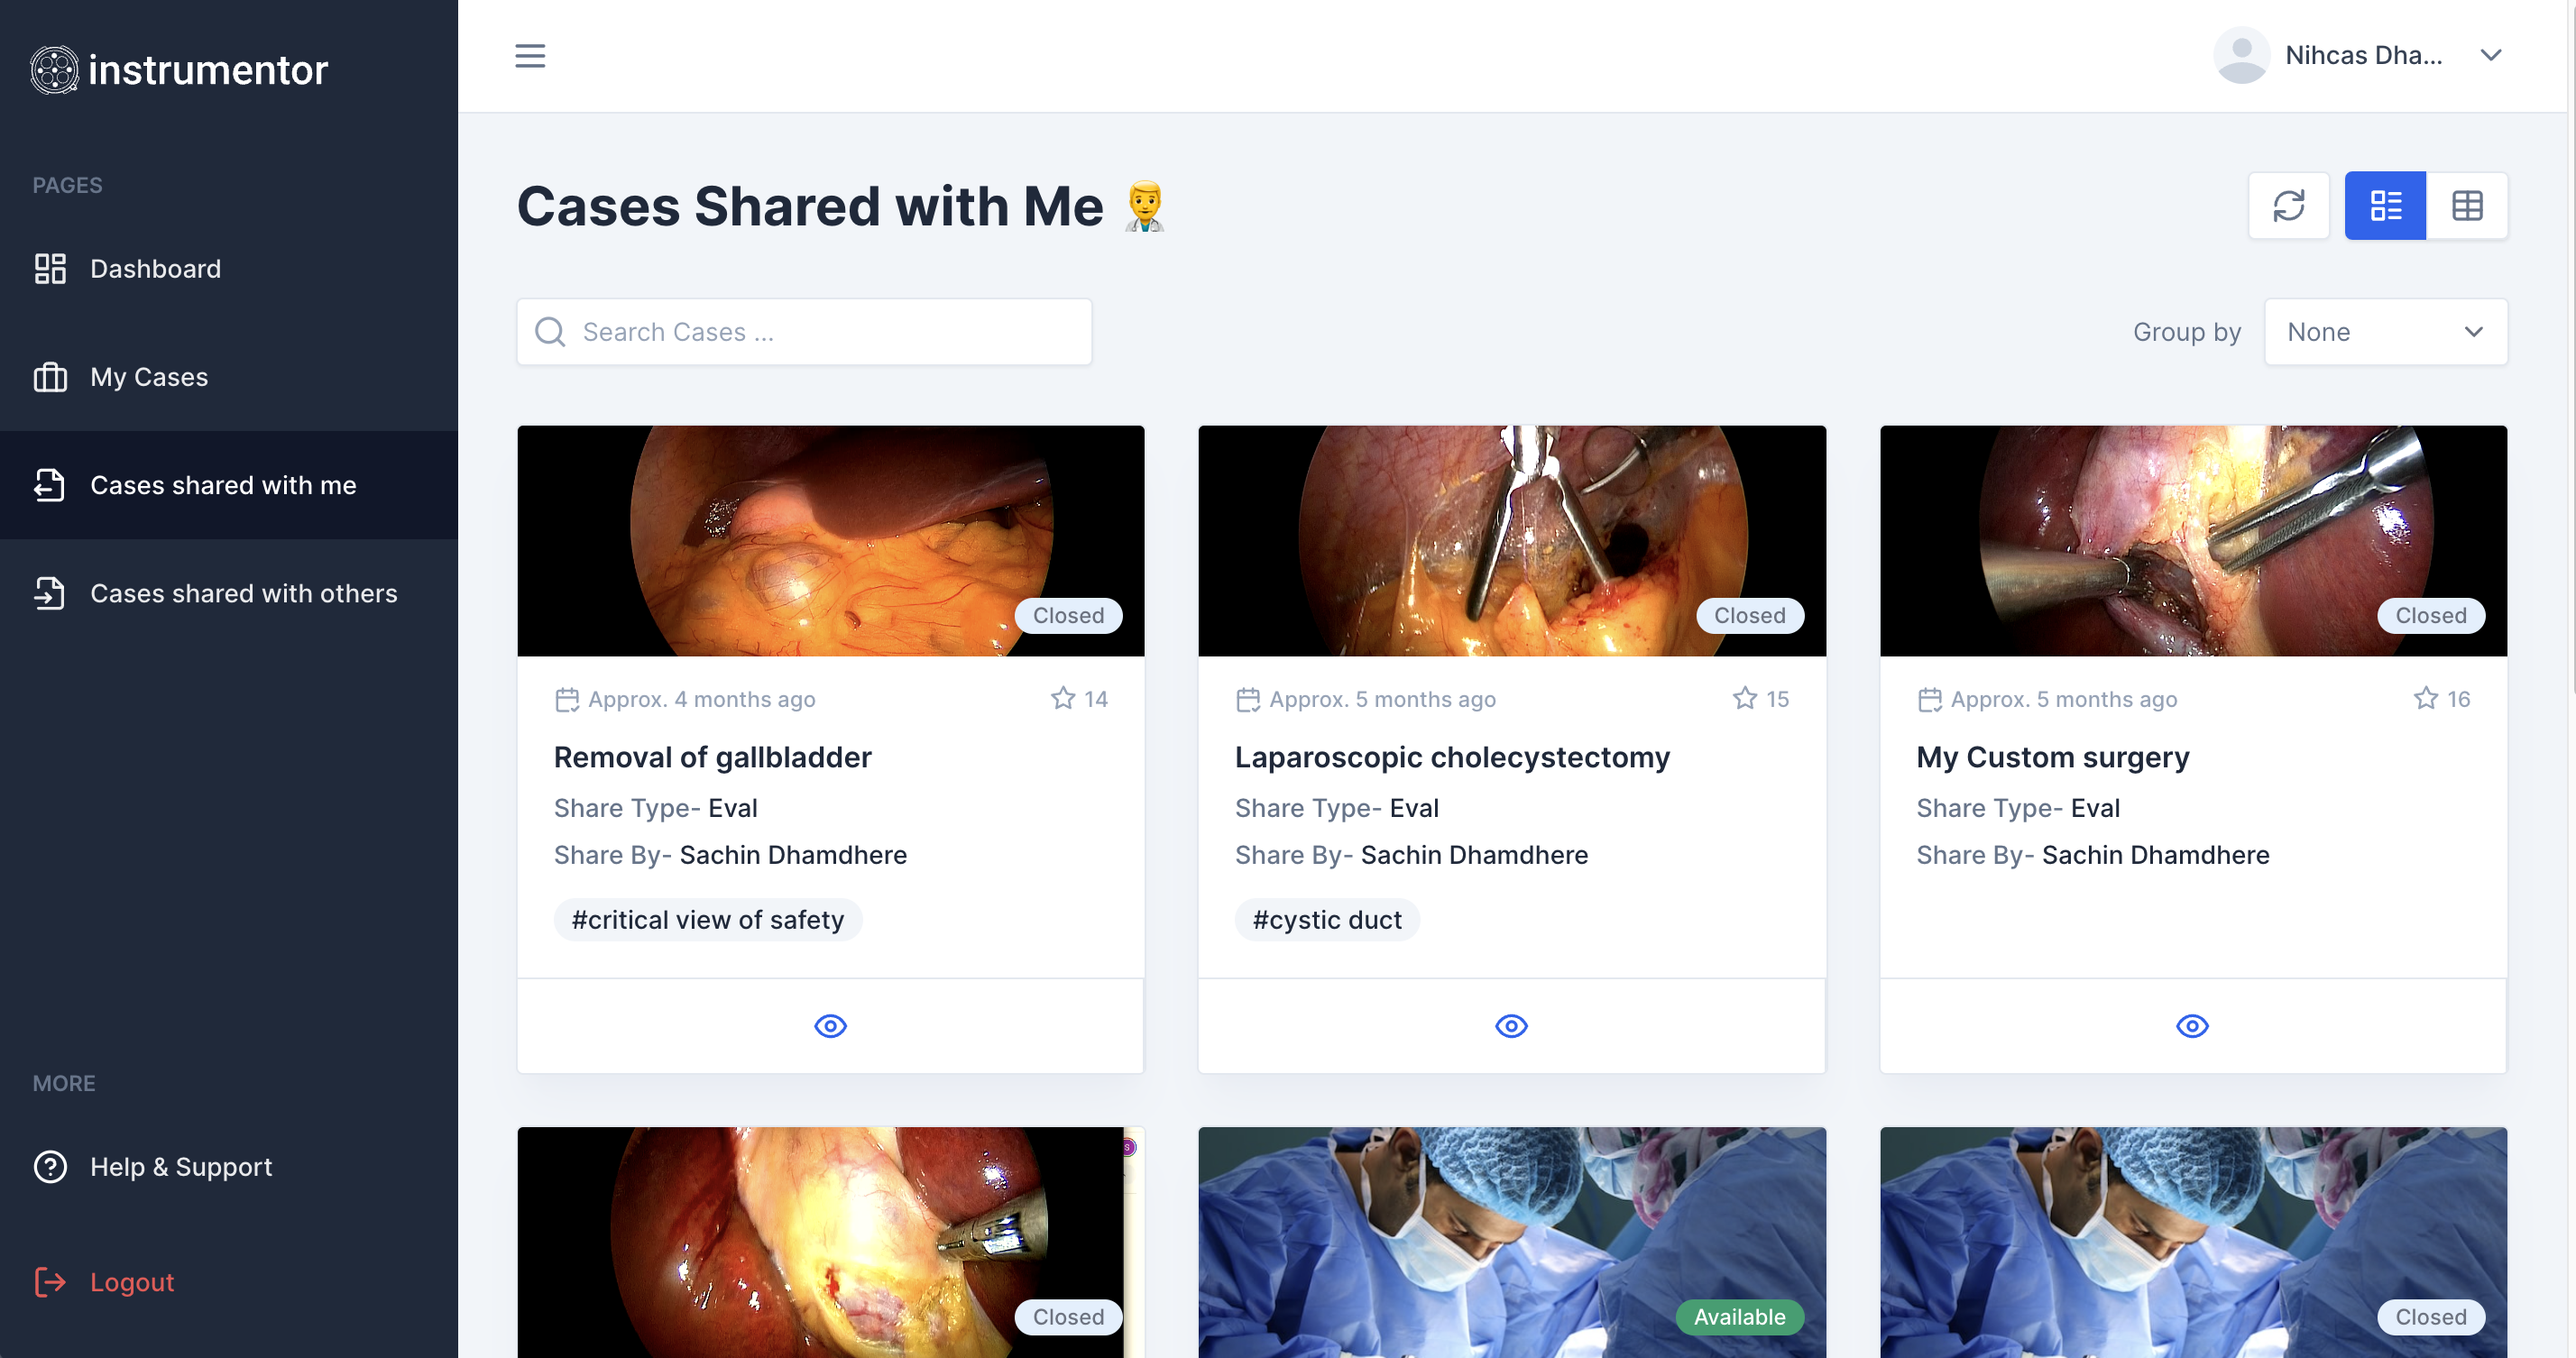 instrumentor
Nihcas Dha...
PAGES
Dashboard
My Cases
Cases shared with me
Cases shared with others
MORE
Help & Support
Logout
Cases Shared with Me
Search Cases ...
Group by
None
Closed
Approx. 4 months ago
14
Removal of gallbladder
Share Type- Eval
Share By- Sachin Dhamdhere
#critical view of safety
Closed
Approx. 5 months ago
15
Laparoscopic cholecystectomy
Share Type- Eval
Share By- Sachin Dhamdhere
#cystic duct
Closed
Approx. 5 months ago
16
My Custom surgery
Share Type- Eval
Share By- Sachin Dhamdhere
S
Closed
Available
Closed